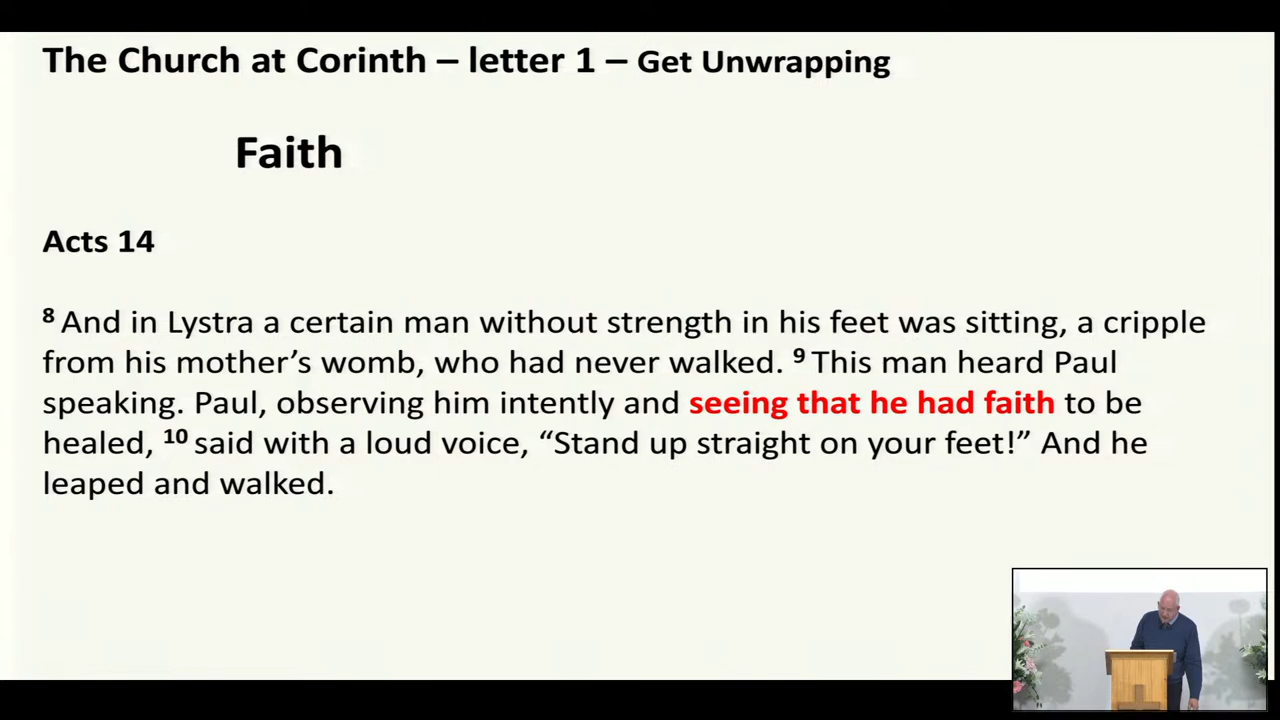 The Church at Corinth – letter 1 – Get Unwrapping
Faith
Acts 14
8 And in Lystra a certain man without strength in his feet was sitting, a cripple
from his mother’s womb, who had never walked. 9 This man heard Paul
speaking. Paul, observing him intently and seeing that he had faith to be
healed, 10 said with a loud voice, “Stand up straight on your feet!” And he
leaped and walked.